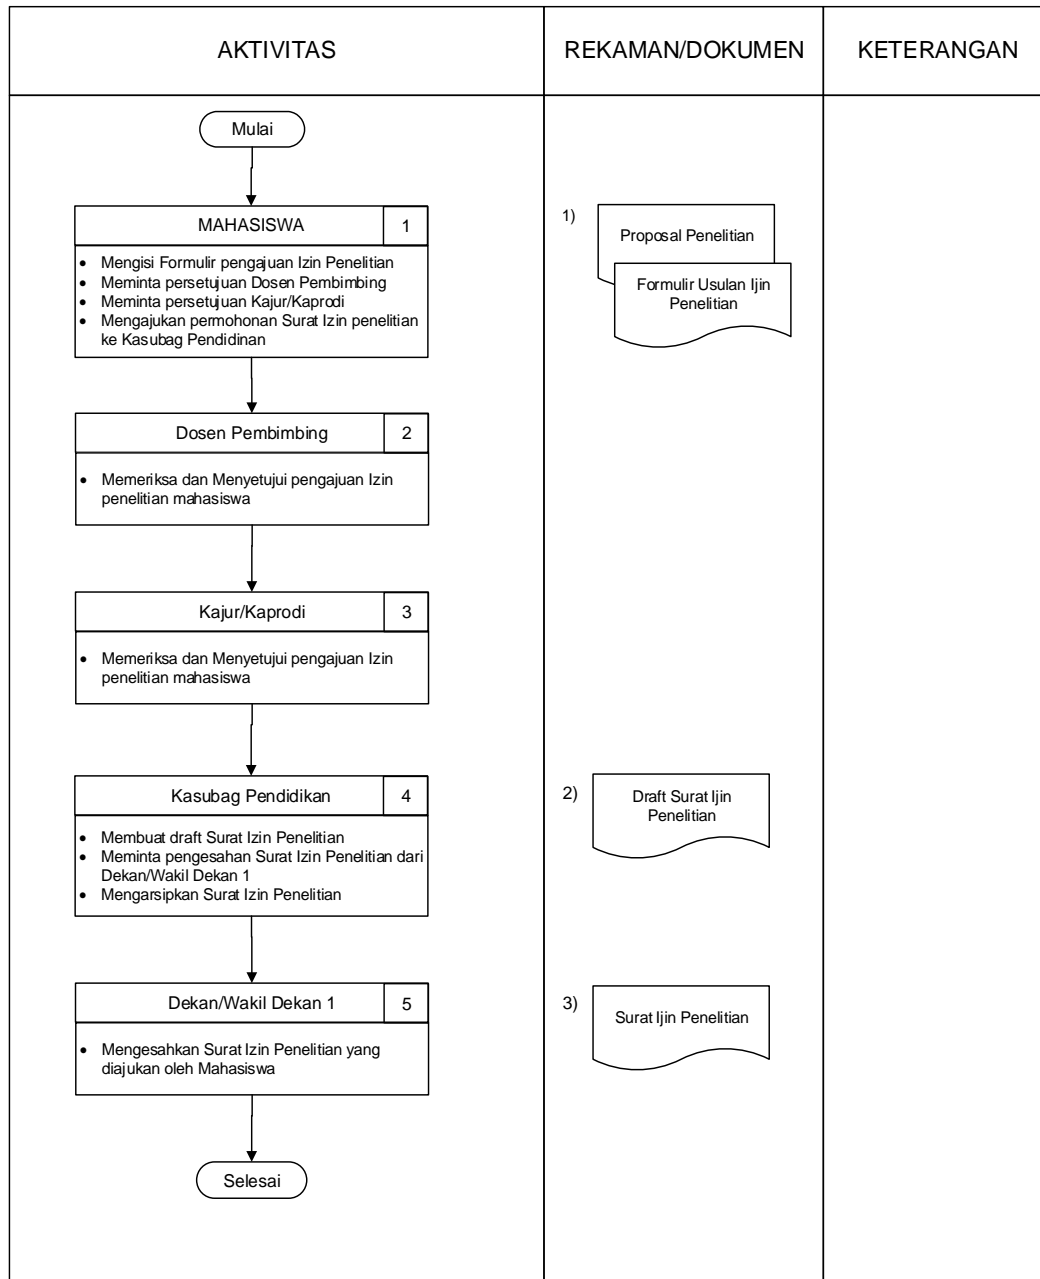 AKTIVITAS
REKAMAN/DOKUMEN
KETERANGAN
Mulai
MAHASISWA
1
• Mengisi Formulir pengajuan Izin Penelitian
• Meminta persetujuan Dosen Pembimbing
• Meminta persetujuan Kajur/Kaprodi
• Mengajukan permohonan Surat Izin penelitian
ke Kasubag Pendidinan
1)
Proposal Penelitian
Formulir Usulan Ijin
Penelitian
Dosen Pembimbing
2
• Memeriksa dan Menyetujui pengajuan Izin
penelitian mahasiswa
Kajur/Kaprodi
3
• Memeriksa dan Menyetujui pengajuan Izin
penelitian mahasiswa
Kasubag Pendidikan
4
• Membuat draft Surat Izin Penelitian
• Meminta pengesahan Surat Izin Penelitian dari
Dekan/Wakil Dekan 1
• Mengarsipkan Surat Izin Penelitian
2)
Draft Surat Ijin
Penelitian
Dekan/Wakil Dekan 1
5
• Mengesahkan Surat Izin Penelitian yang
diajukan oleh Mahasiswa
3)
Surat Ijin Penelitian
Selesai